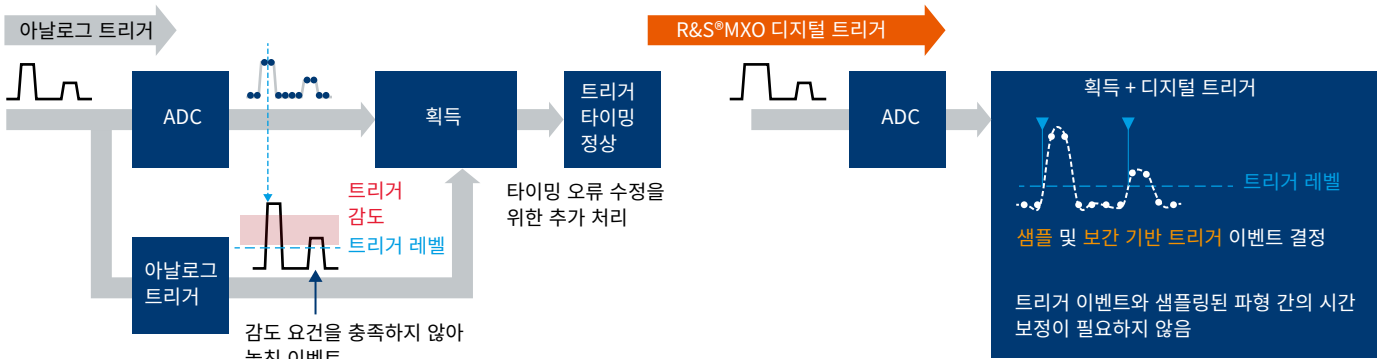 아날로그 트리거
ADC
획득
트리거
타이밍
정상
트리거
감도
트리거 레벨
타이밍 오류 수정을
위한 추가 처리
아날로그
트리거
감도 요건을 충족하지 않아
놓친 이벤트
R&S®MXO 디지털 트리거
ADC
획득 + 디지털 트리거
트리거 레벨
샘플 및 보간 기반 트리거 이벤트 결정
트리거 이벤트와 샘플링된 파형 간의 시간
보정이 필요하지 않음